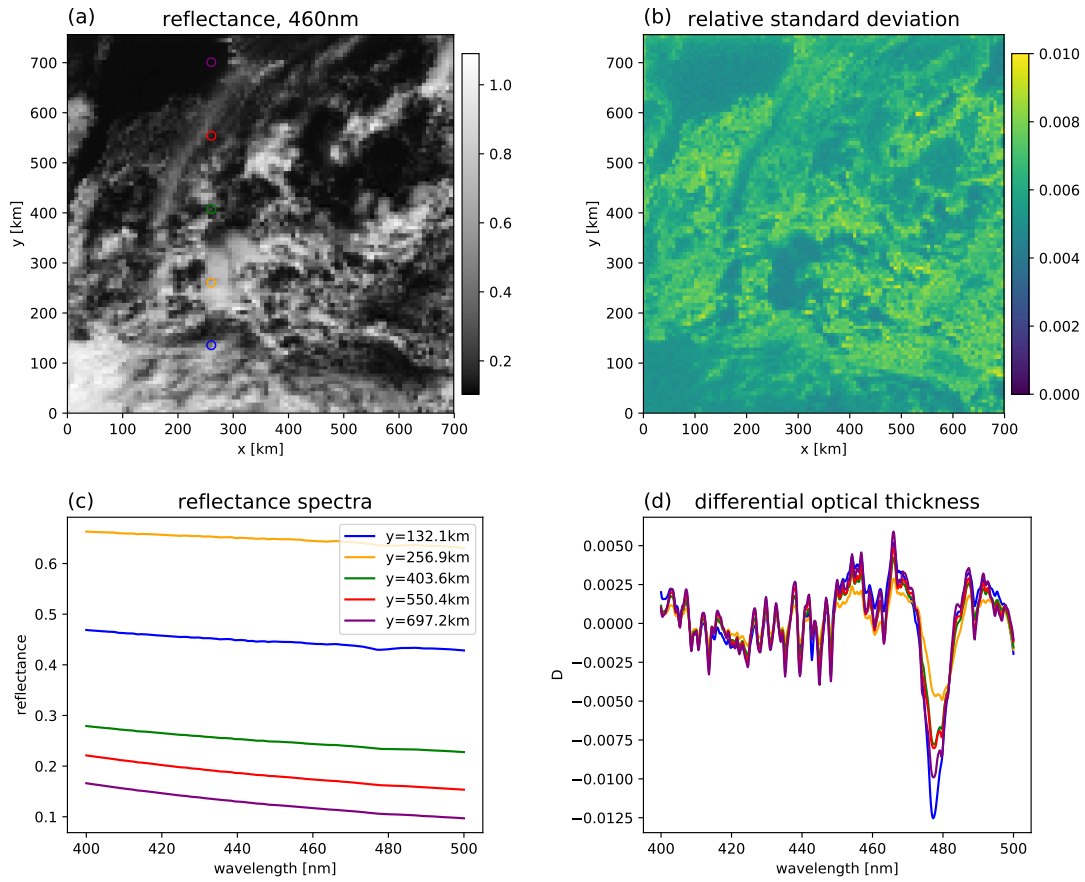 (a) reflectance, 460nm
700
600
500
400
300
200
100
0
y [km]
0 100 200 300 400 500 600 700
x [km]
1.0
0.8
0.6
0.4
0.2
(b) relative standard deviation
700
600
500
400
300
200
100
0
y [km]
0 100 200 300 400 500 600 700
x [km]
0.010
0.008
0.006
0.004
0.002
0.000
(c) reflectance spectra
0.6
0.5
0.4
0.3
0.2
0.1
reflectance
y=132.1km
y=256.9km
y=403.6km
y=550.4km
y=697.2km
400 420 440 460 480 500
wavelength [nm]
(d) differential optical thickness
0.0050
0.0025
0.0000
−0.0025
−0.0050
−0.0075
−0.0100
−0.0125
D
400 420 440 460 480 500
wavelength [nm]